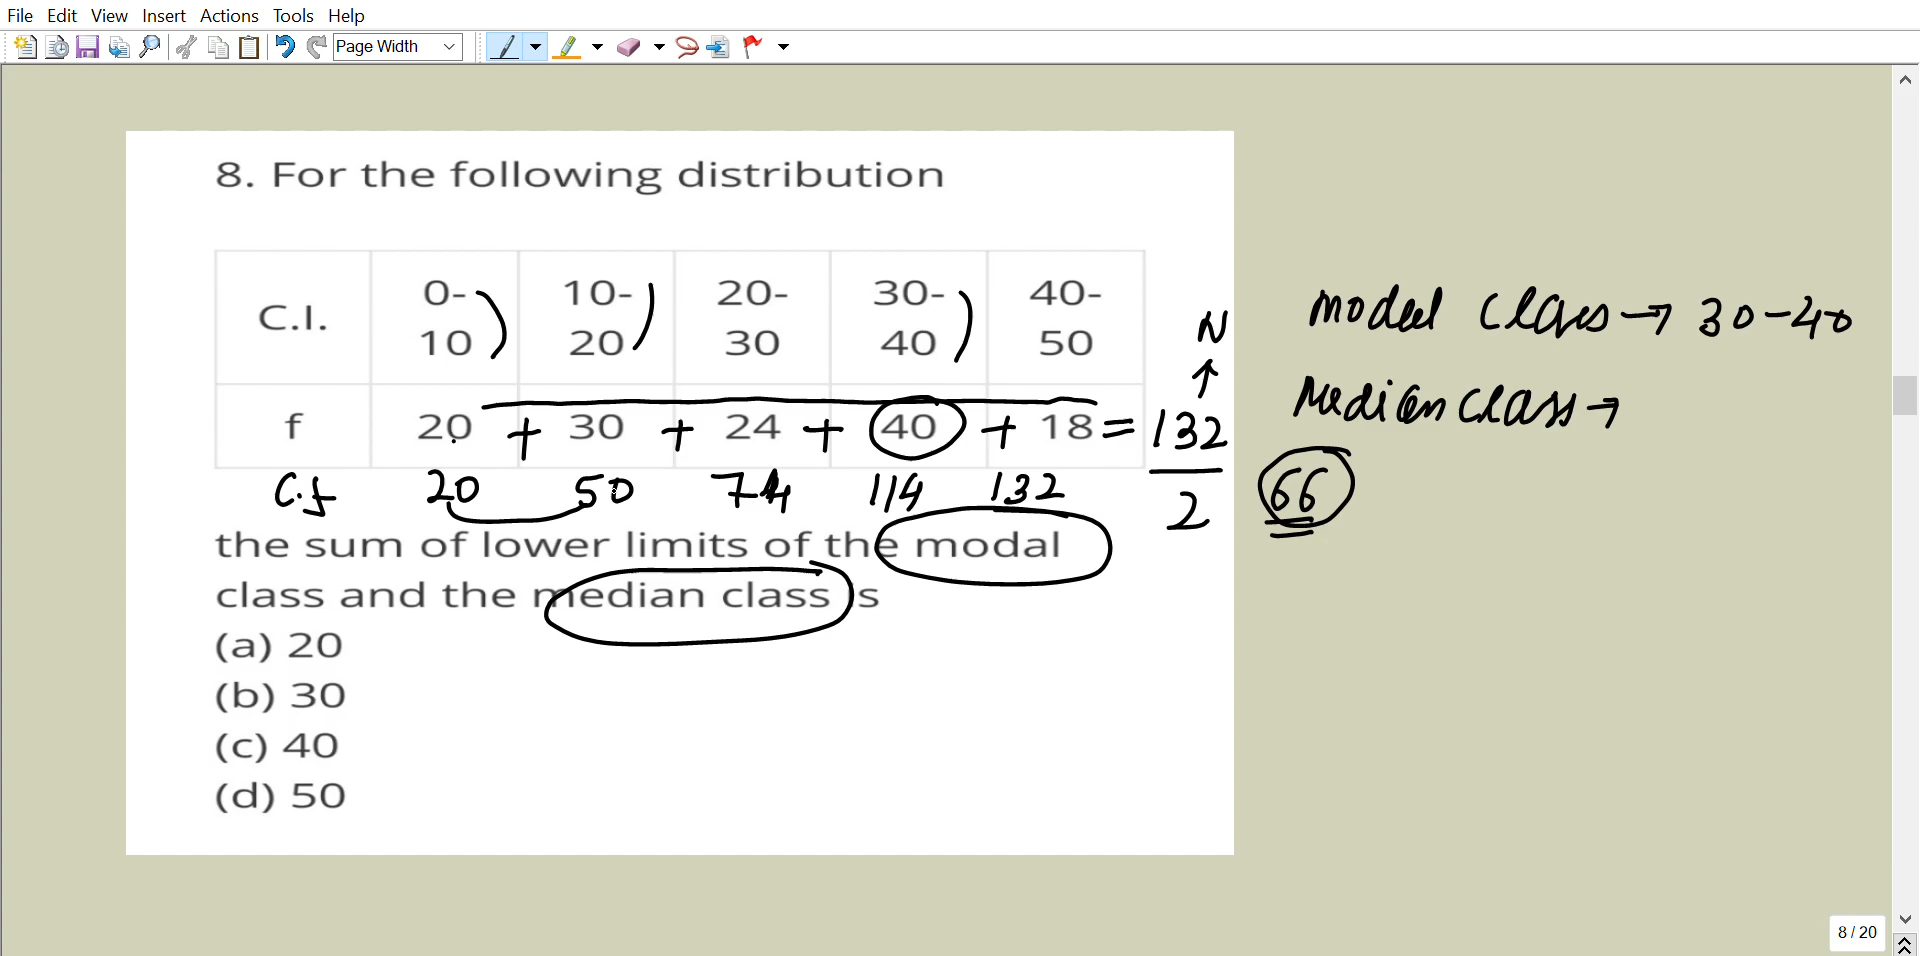 File Edit View Insert Actions Tools Help
Page Width
8. For the following distribution
C.I. 0-10 10-20 20-30 30-40 40-50
f 20 + 30 + 24 + 40 + 18 = 132
N
↑
2
C.f 20 50 74 114 132
66
modal class → 30-40
Median class →
the sum of lower limits of the modal
class and the median class is
(a) 20
(b) 30
(c) 40
(d) 50
8 / 20